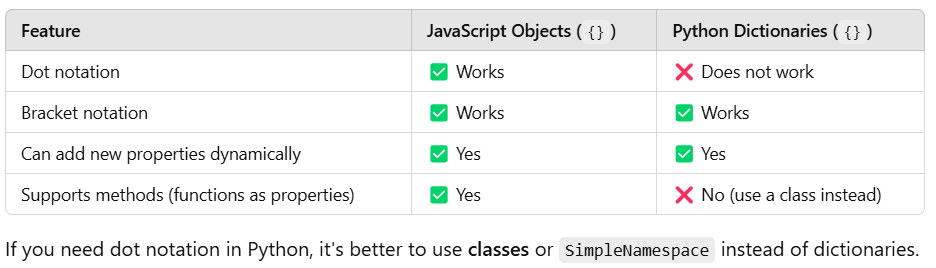 Feature JavaScript Objects ( {} ) Python Dictionaries ( {} )
Dot notation ✅ Works ❌ Does not work
Bracket notation ✅ Works ✅ Works
Can add new properties dynamically ✅ Yes ✅ Yes
Supports methods (functions as properties) ✅ Yes ❌ No (use a class instead)
If you need dot notation in Python, it's better to use classes or SimpleNamespace instead of dictionaries.